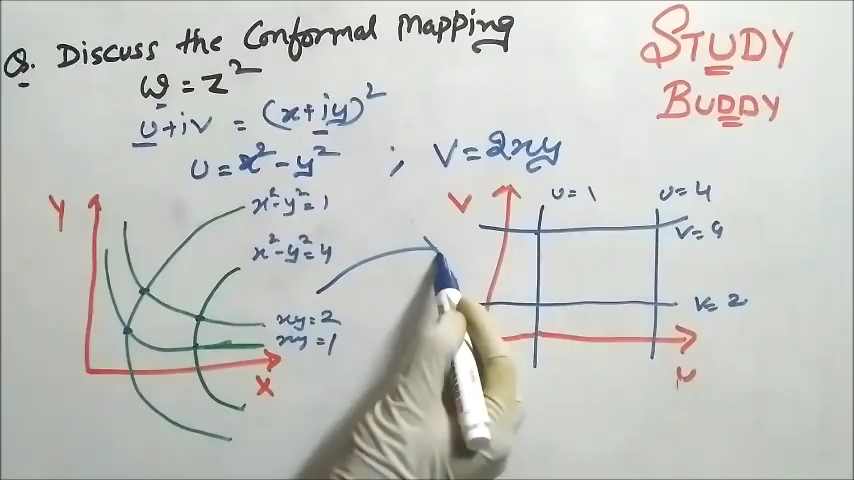 Q. Discuss the Conformal Mapping
STUDY
BUDDY
ω = z²
u+iv = (x+iy)²
u = x² - y² ; V = 2xy
Y
x²-y²=1
x²-y²=4
xy=2
xy=1
X
V
u=1
u=4
v=4
v=2
μ